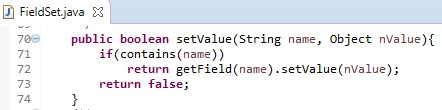 FieldSet.java
70 public boolean setValue(String name, Object nValue){
71 if(contains(name))
72 return getField(name).setValue(nValue);
73 return false;
74 }